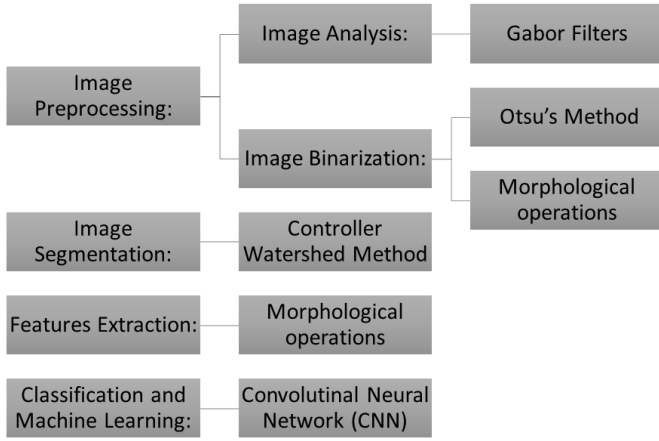 Image Analysis:
Gabor Filters
Image
Preprocessing:
Otsu's Method
Image Binarization:
Morphological
operations
Image
Segmentation:
Controller
Watershed Method
Features Extraction:
Morphological
operations
Classification and
Machine Learning:
Convolutinal Neural
Network (CNN)